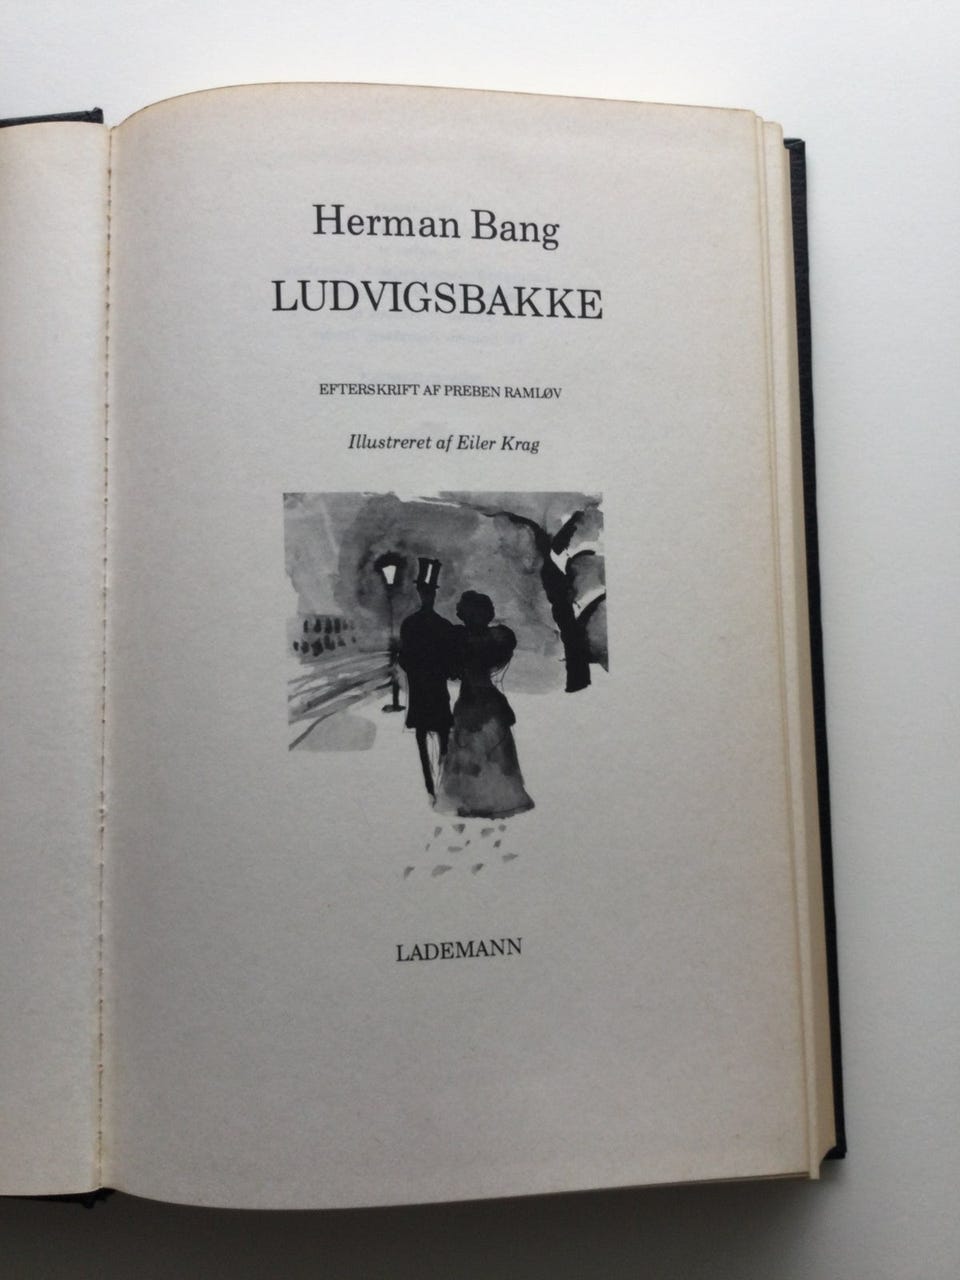 Herman Bang
LUDVIGSBAKKE
EFTERSKRIFT AF PREBEN RAMLØV
Illustreret af Eiler Krag
LADEMANN